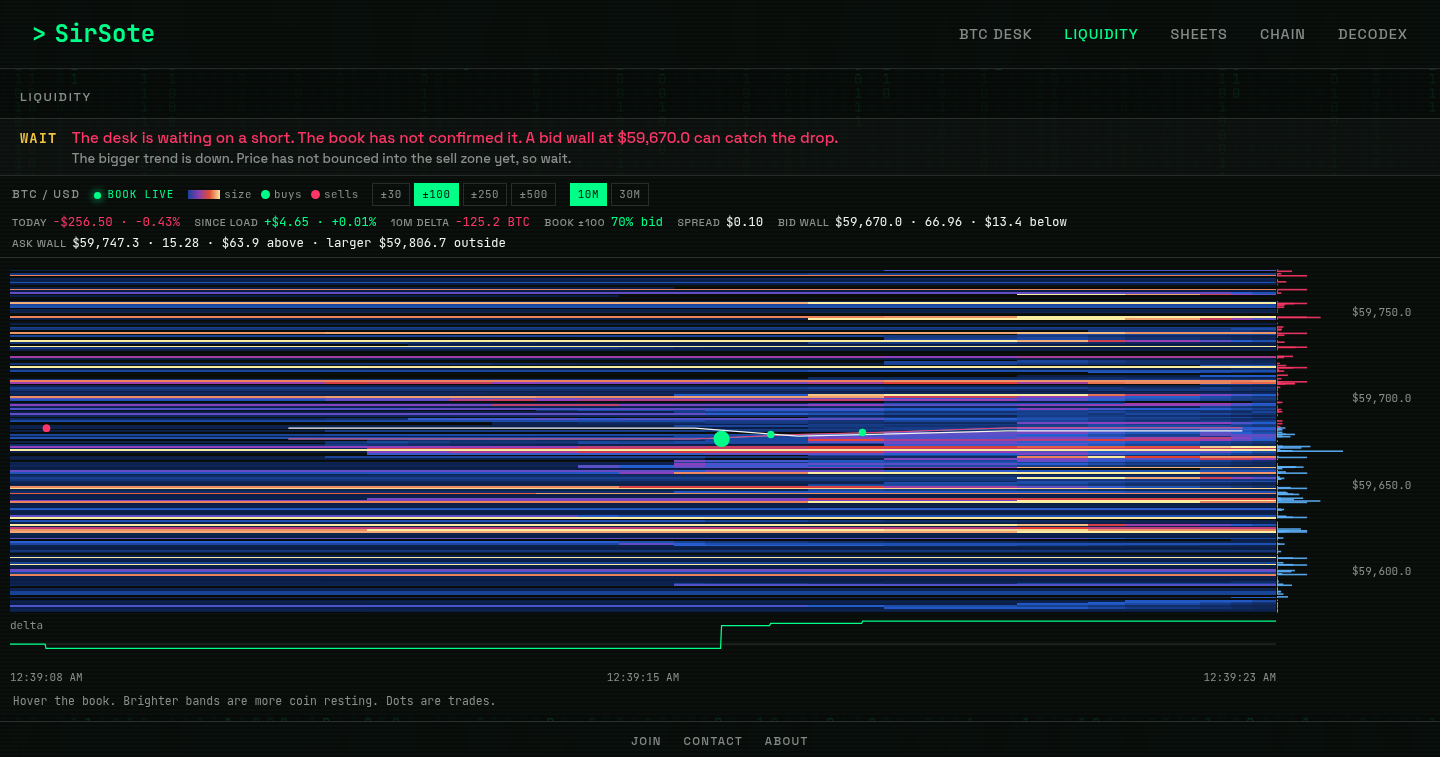 > SirSote
BTC DESK LIQUIDITY SHEETS CHAIN DECODEX
LIQUIDITY
WAIT The desk is waiting on a short. The book has not confirmed it. A bid wall at $59,670.0 can catch the drop.
The bigger trend is down. Price has not bounced into the sell zone yet, so wait.
BTC / USD BOOK LIVE size buys sells ±30 ±100 ±250 ±500 10M 30M
TODAY -$256.50 · -0.43% SINCE LOAD +$4.65 · +0.01% 10M DELTA -125.2 BTC BOOK ±100 70% bid SPREAD $0.10 BID WALL $59,670.0 · 66.96 · $13.4 below
ASK WALL $59,747.3 · 15.28 · $63.9 above · larger $59,806.7 outside
$59,750.0
$59,700.0
$59,650.0
$59,600.0
delta
12:39:08 AM 12:39:15 AM 12:39:23 AM
Hover the book. Brighter bands are more coin resting. Dots are trades.
JOIN CONTACT ABOUT